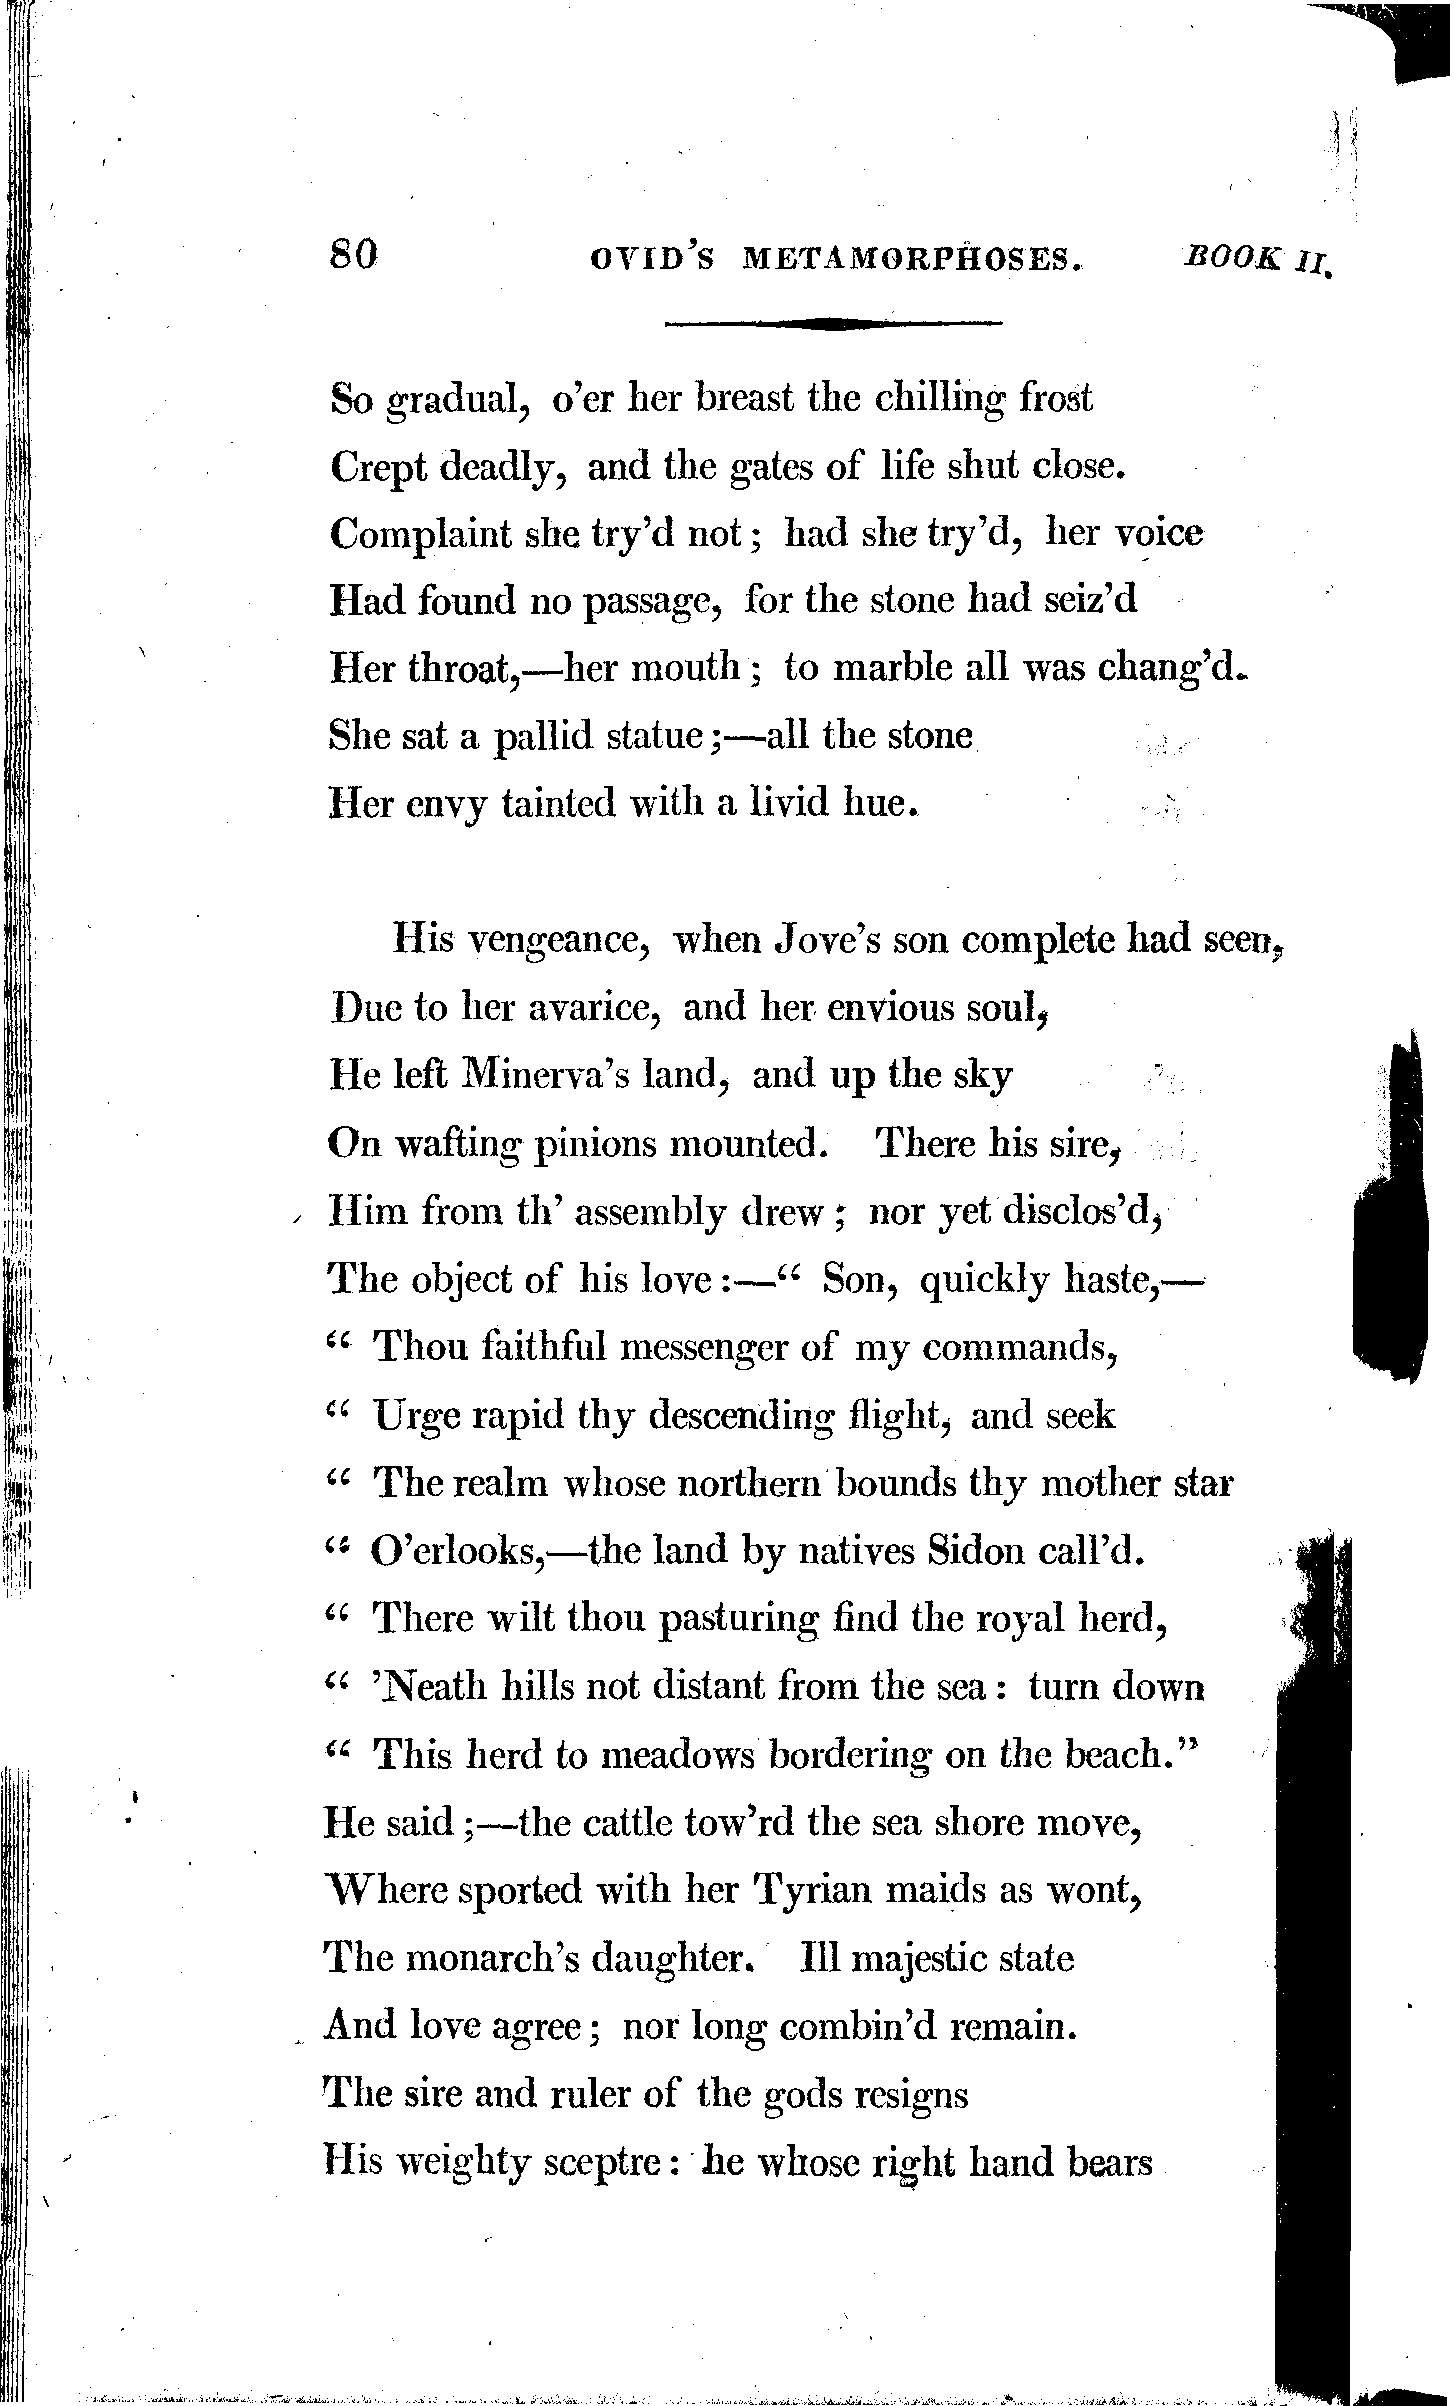 80 OVID'S METAMORPHOSES. BOOK II.
So gradual, o'er her breast the chilling frost
Crept deadly, and the gates of life shut close.
Complaint she try'd not; had she try'd, her voice
Had found no passage, for the stone had seiz'd
Her throat,—her mouth; to marble all was chang'd.
She sat a pallid statue;—all the stone
Her envy tainted with a livid hue.
His vengeance, when Jove's son complete had seen,
Due to her avarice, and her envious soul,
He left Minerva's land, and up the sky
On wafting pinions mounted. There his sire,
Him from th' assembly drew; nor yet disclos'd,
The object of his love:—“ Son, quickly haste,—
“ Thou faithful messenger of my commands,
“ Urge rapid thy descending flight, and seek
“ The realm whose northern bounds thy mother star
“ O'erlooks,—the land by natives Sidon call'd.
“ There wilt thou pasturing find the royal herd,
“ 'Neath hills not distant from the sea: turn down
“ This herd to meadows bordering on the beach.”
He said;—the cattle tow'rd the sea shore move,
Where sported with her Tyrian maids as wont,
The monarch's daughter. Ill majestic state
And love agree; nor long combin'd remain.
The sire and ruler of the gods resigns
His weighty sceptre: he whose right hand bears